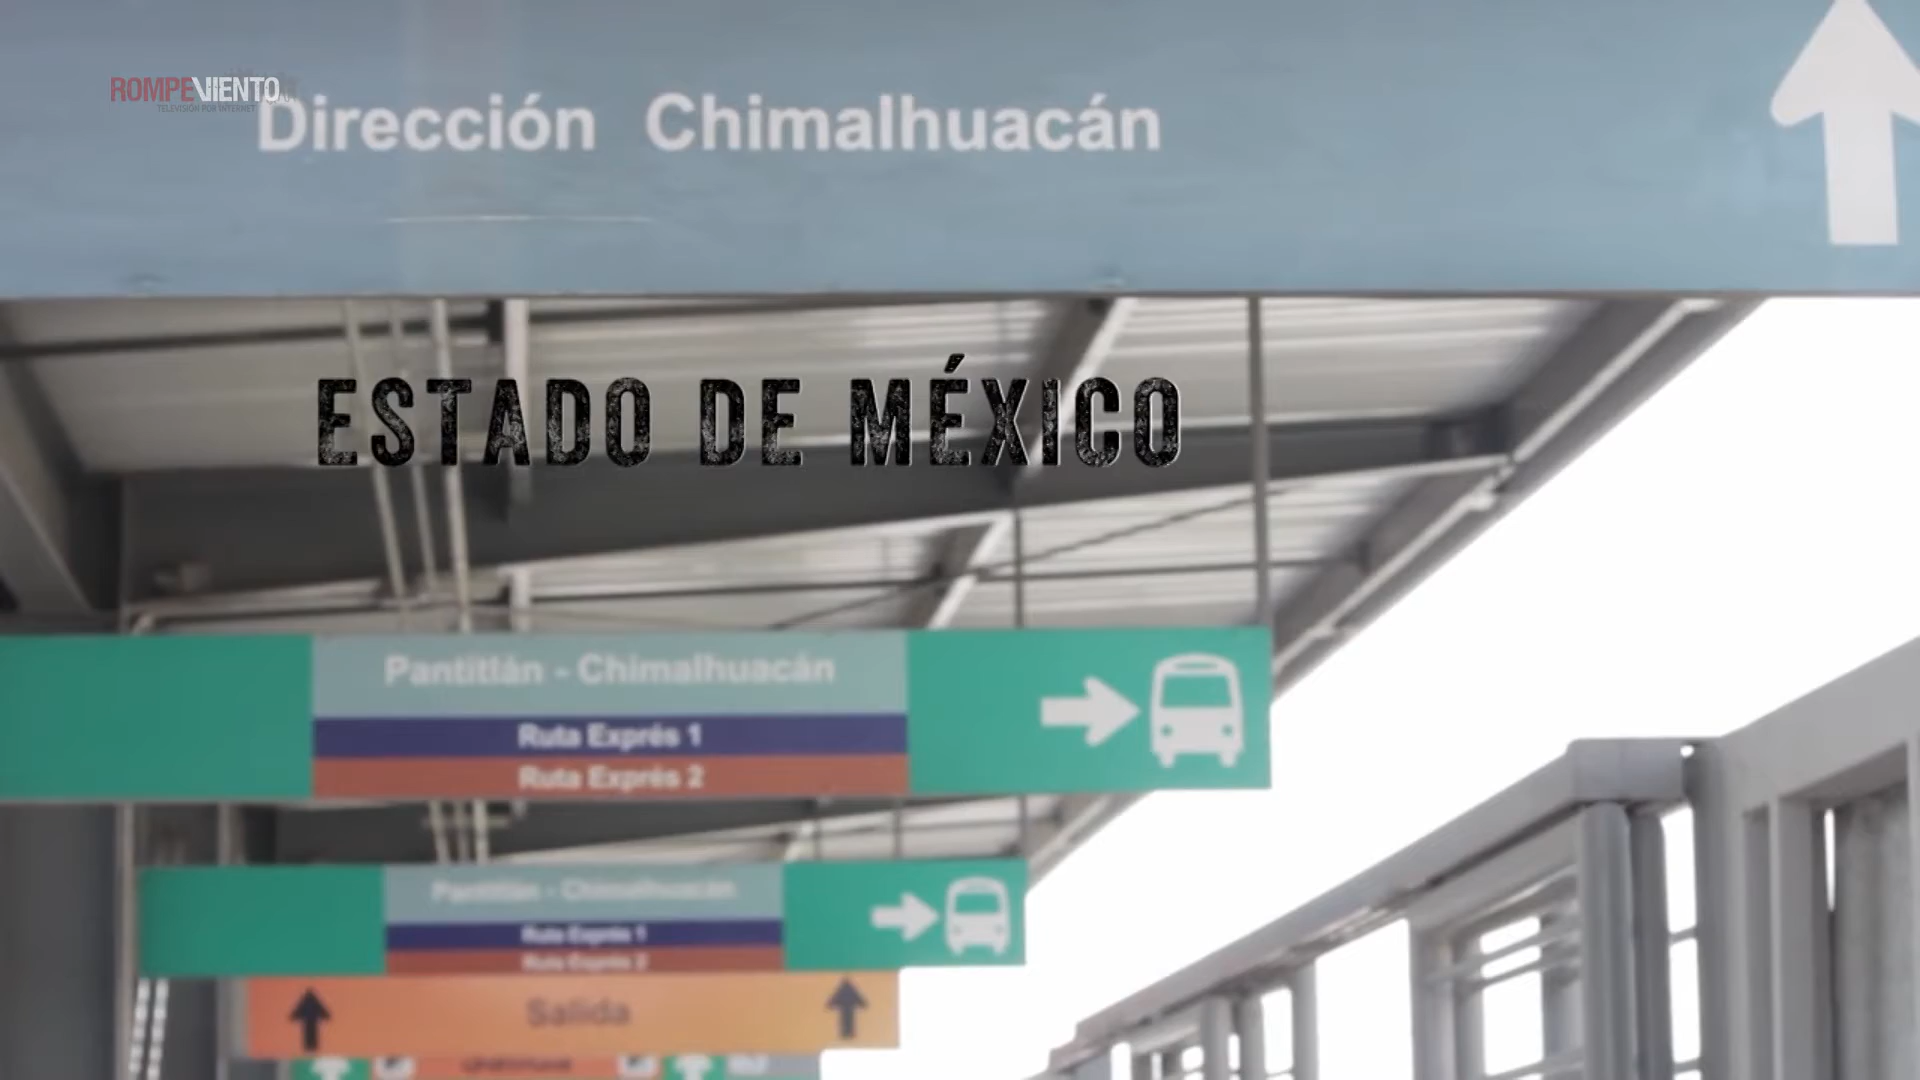 ROMPEVIENTO
TELEVISIÓN POR INTERNET
Dirección Chimalhuacán
ESTADO DE MÉXICO
Pantitlán - Chimalhuacán
Ruta Exprés 1
Ruta Exprés 2
Pantitlán - Chimalhuacán
Ruta Exprés 1
Ruta Exprés 2
Salida